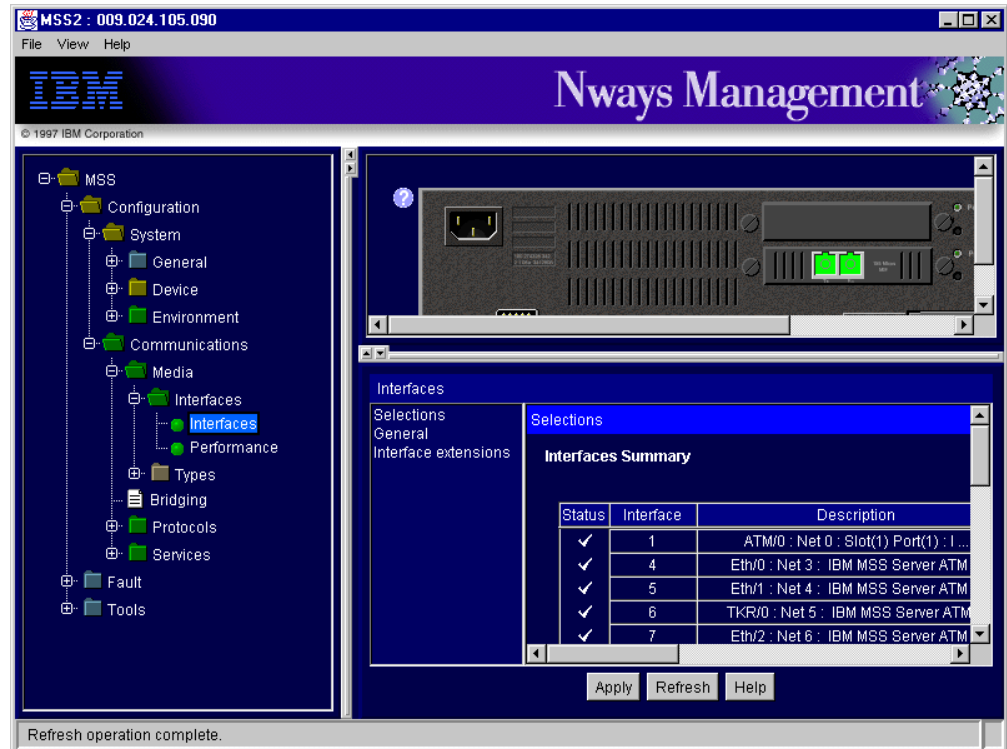 MSS2 : 009.024.105.090
File View Help
IBM
Nways Management
© 1997 IBM Corporation
MSS
Configuration
System
General
Device
Environment
Communications
Media
Interfaces
Interfaces
Performance
Types
Bridging
Protocols
Services
Fault
Tools
?
Interfaces
Selections
General
Interface extensions
Selections
Interfaces Summary
Status Interface Description
1 ATM/0 : Net 0 : Slot(1) Port(1) : I ...
4 Eth/0 : Net 3 : IBM MSS Server ATM
5 Eth/1 : Net 4 : IBM MSS Server ATM
6 TKR/0 : Net 5 : IBM MSS Server ATM
7 Eth/2 : Net 6 : IBM MSS Server ATM
Apply Refresh Help
Refresh operation complete.